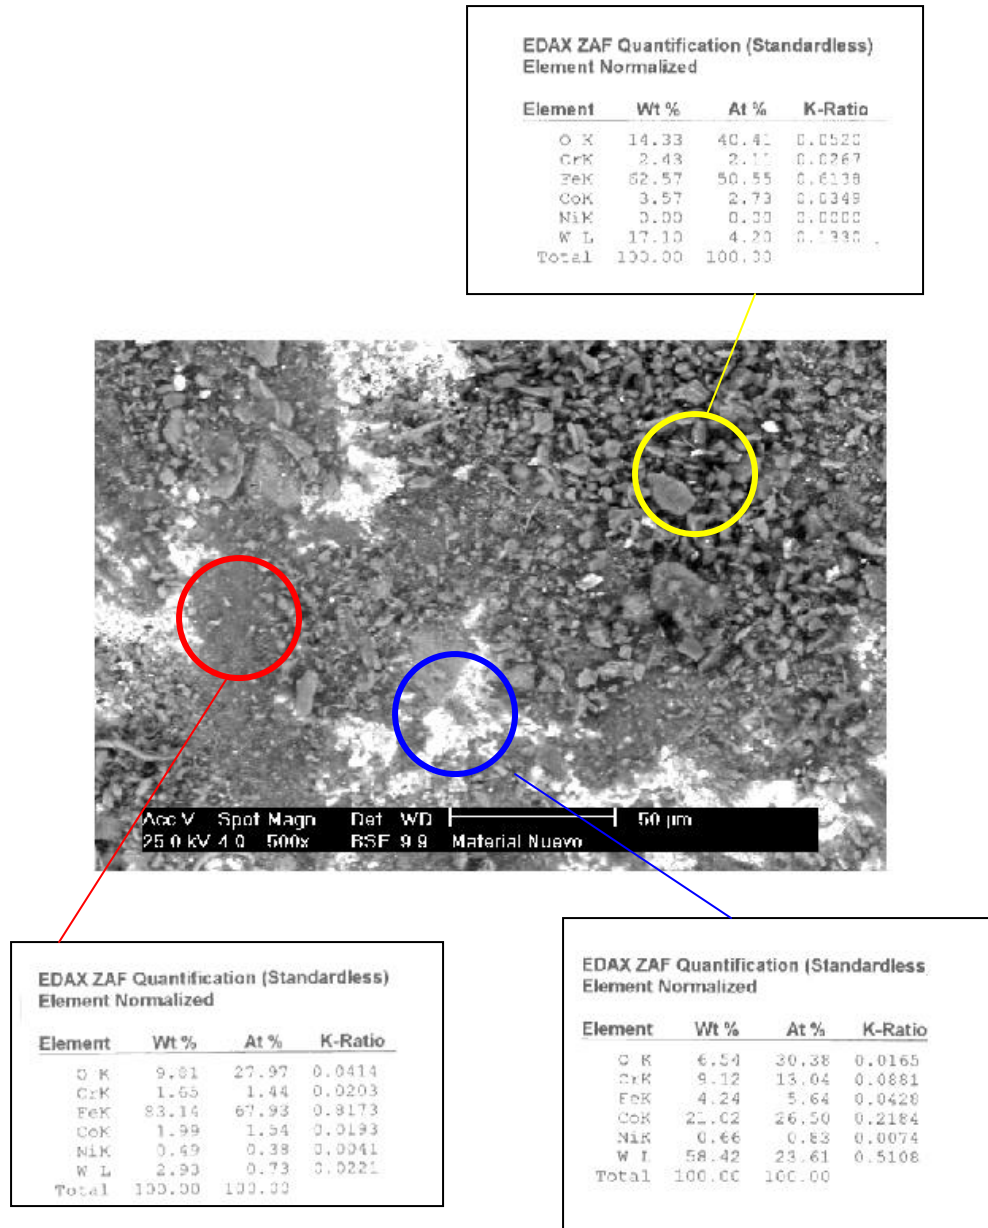 EDAX ZAF Quantification (Standardless)
Element Normalized
Element Wt % At % K-Ratio
O K 14.33 40.41 0.0520
CrK 2.43 2.11 0.0267
FeK 62.57 50.55 0.6138
CoK 3.57 2.73 0.0349
NiK 0.00 0.00 0.0000
W L 17.10 4.20 0.1330
Total 100.00 100.00
Acc V Spot Magn Det WD 50 µm
25.0 kV 4.0 500x BSE 9.9 Material Nuevo
EDAX ZAF Quantification (Standardless)
Element Normalized
Element Wt % At % K-Ratio
O K 9.81 27.97 0.0414
CrK 1.65 1.44 0.0203
FeK 83.14 67.93 0.8173
CoK 1.99 1.54 0.0193
NiK 0.49 0.38 0.0041
W L 2.93 0.73 0.0221
Total 100.00 100.00
EDAX ZAF Quantification (Standardless
Element Normalized
Element Wt % At % K-Ratio
O K 6.54 30.38 0.0165
CrK 9.12 13.04 0.0881
FeK 4.24 5.64 0.0428
CoK 21.02 26.50 0.2184
NiK 0.66 0.83 0.0074
W L 58.42 23.61 0.5108
Total 100.00 100.00